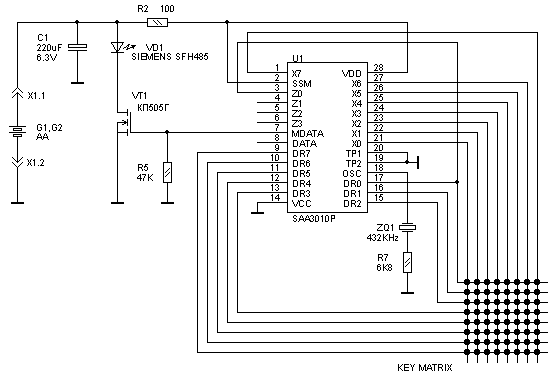 R2 100
C1
220uF
6.3V
VD1
SIEMENS SFH485
X1.1
G1,G2
AA
X1.2
VT1
КП505Г
R5
47K
U1
1 X7 VDD 28
2 SSM X6 27
3 Z0 X5 26
4 Z1 X4 25
5 Z2 X3 24
6 Z3 X2 23
7 MDATA X1 22
8 DATA X0 21
9 DR7 TP1 20
10 DR6 TP2 19
11 DR5 OSC 18
12 DR4 DR0 17
13 DR3 DR1 16
14 VCC DR2 15
SAA3010P
ZQ1
432KHz
R7
6K8
KEY MATRIX